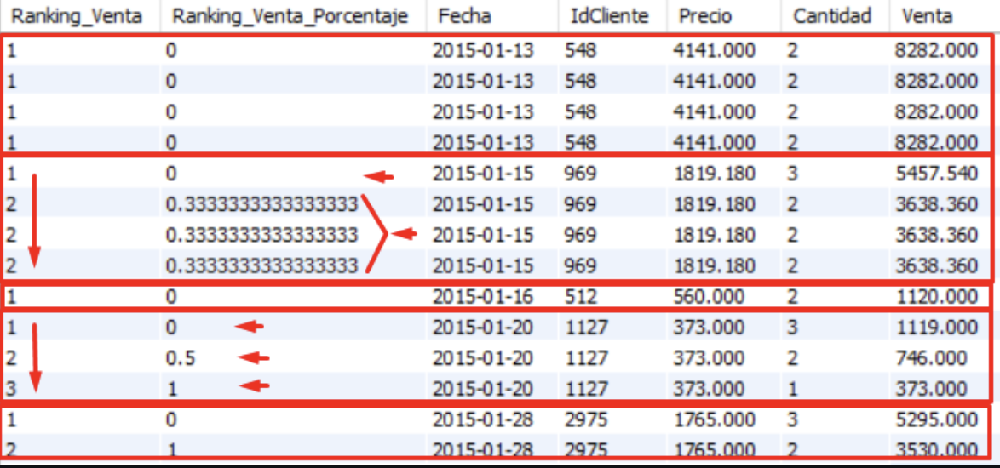 Ranking_Venta Ranking_Venta_Porcentaje Fecha IdCliente Precio Cantidad Venta
1 0 2015-01-13 548 4141.000 2 8282.000
1 0 2015-01-13 548 4141.000 2 8282.000
1 0 2015-01-13 548 4141.000 2 8282.000
1 0 2015-01-13 548 4141.000 2 8282.000
1 0 2015-01-15 969 1819.180 3 5457.540
2 0.3333333333333333 2015-01-15 969 1819.180 2 3638.360
2 0.3333333333333333 2015-01-15 969 1819.180 2 3638.360
2 0.3333333333333333 2015-01-15 969 1819.180 2 3638.360
1 0 2015-01-16 512 560.000 2 1120.000
1 0 2015-01-20 1127 373.000 3 1119.000
2 0.5 2015-01-20 1127 373.000 2 746.000
3 1 2015-01-20 1127 373.000 1 373.000
1 0 2015-01-28 2975 1765.000 3 5295.000
2 1 2015-01-28 2975 1765.000 2 3530.000